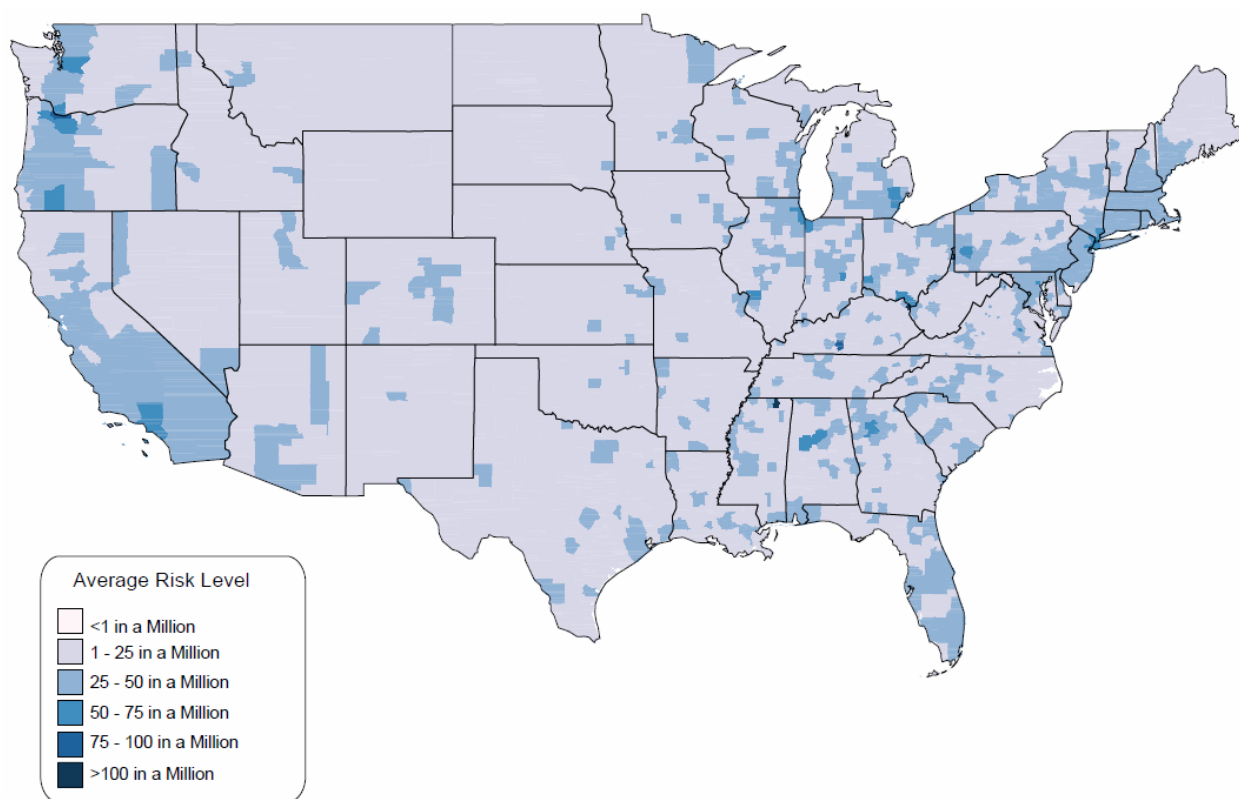 Average Risk Level
<1 in a Million
1 - 25 in a Million
25 - 50 in a Million
50 - 75 in a Million
75 - 100 in a Million
>100 in a Million